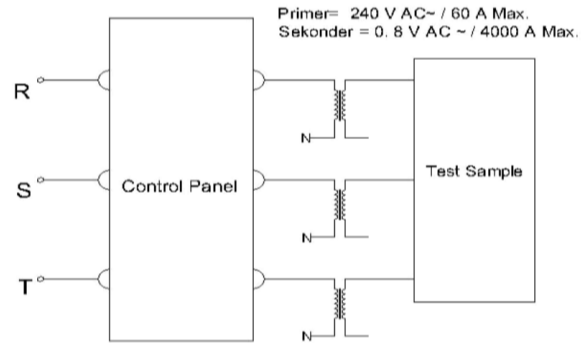 Primer= 240 V AC~ / 60 A Max.
Sekonder = 0. 8 V AC ~ / 4000 A Max.
R
N
Test Sample
S
Control Panel
N
T
N